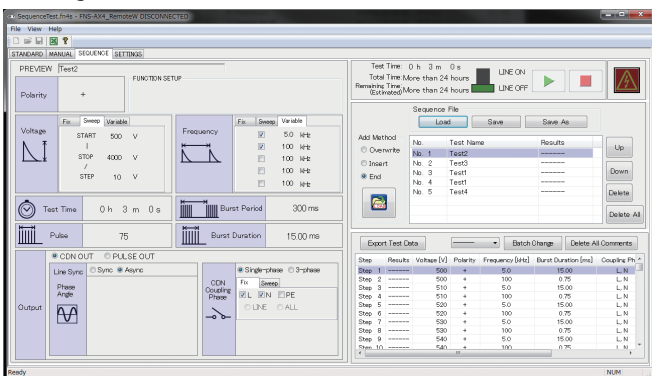 SequenceTest.fn4s - FNS-AX4_RemoteW DISCONNECTED
File View Help
STANDARD MANUAL SEQUENCE SETTINGS
PREVIEW Test2
FUNCTION SETUP
Polarity +
Voltage
Fix Sweep Variable
START 500 V
|
STOP 4000 V
/
STEP 10 V
Frequency
Fix Sweep Variable
5.0 kHz
100 kHz
100 kHz
100 kHz
100 kHz
Test Time 0 h 3 m 0 s
Burst Period 300 ms
Pulse 75
Burst Duration 15.00 ms
Output
CDN OUT PULSE OUT
Line Sync Sync Async
Phase Angle
CDN Coupling Phase
Single-phase 3-phase
Fix Sweep
L N PE
LINE ALL
Test Time: 0 h 3 m 0 s
Total Time: More than 24 hours
Remaining Time: More than 24 hours
(Estimated)
LINE ON
LINE OFF
Sequence File
Load Save Save As
Add Method
Overwrite
Insert
End
No. Test Name Results
No. 1 Test2 ------
No. 2 Test3 ------
No. 3 Test1 ------
No. 4 Test1 ------
No. 5 Test4 ------
Up
Down
Delete
Delete All
Export Test Data ------ Batch Change Delete All Comments
Step Results Voltage [V] Polarity Frequency [kHz] Burst Duration [ms] Coupling Ph
Step 1 ------ 500 + 5.0 15.00 L, N
Step 2 ------ 500 + 100 0.75 L, N
Step 3 ------ 510 + 5.0 15.00 L, N
Step 4 ------ 510 + 100 0.75 L, N
Step 5 ------ 520 + 5.0 15.00 L, N
Step 6 ------ 520 + 100 0.75 L, N
Step 7 ------ 530 + 5.0 15.00 L, N
Step 8 ------ 530 + 100 0.75 L, N
Step 9 ------ 540 + 5.0 15.00 L, N
Step 10 ------ 540 + 100 0.75 L, N
Ready
NUM